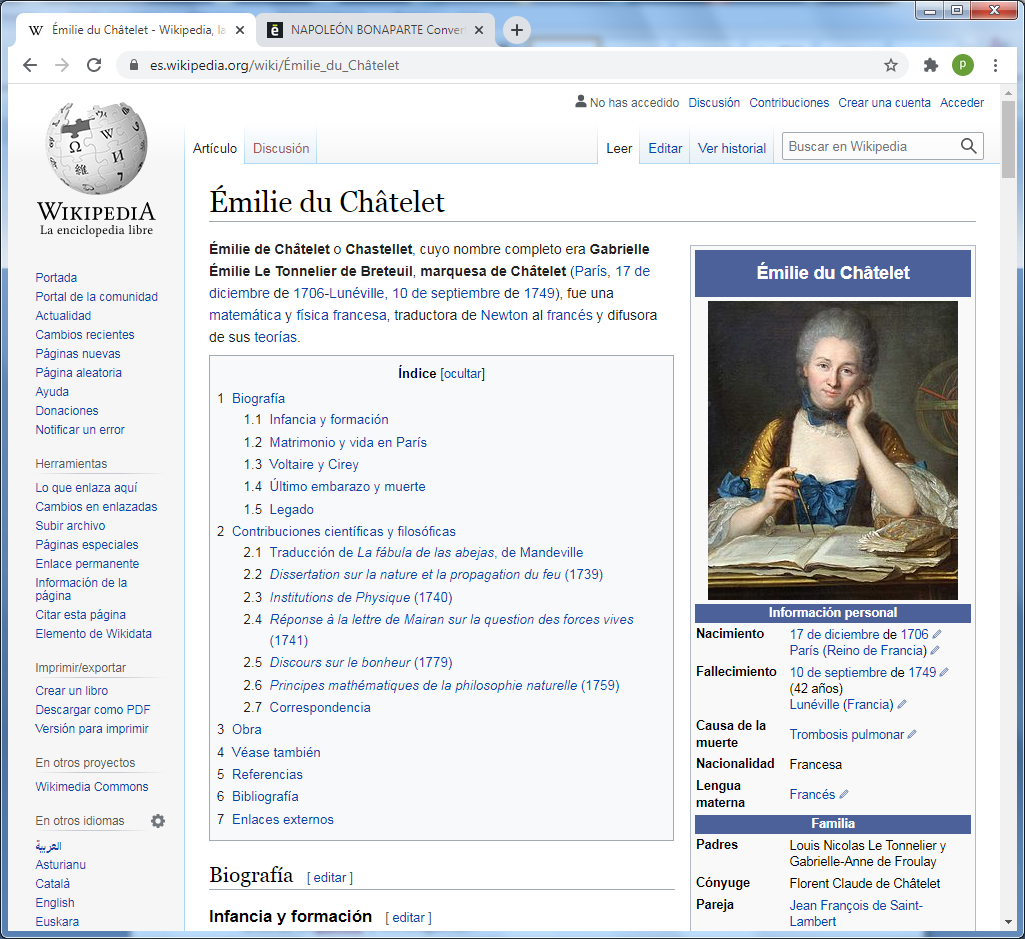 Émilie du Châtelet - Wikipedia, la
NAPOLEÓN BONAPARTE Conver
es.wikipedia.org/wiki/Émilie_du_Châtelet
P
No has accedido Discusión Contribuciones Crear una cuenta Acceder
Artículo Discusión Leer Editar Ver historial Buscar en Wikipedia
WIKIPEDIA
La enciclopedia libre
Portada
Portal de la comunidad
Actualidad
Cambios recientes
Páginas nuevas
Página aleatoria
Ayuda
Donaciones
Notificar un error
Herramientas
Lo que enlaza aquí
Cambios en enlazadas
Subir archivo
Páginas especiales
Enlace permanente
Información de la
página
Citar esta página
Elemento de Wikidata
Imprimir/exportar
Crear un libro
Descargar como PDF
Versión para imprimir
En otros proyectos
Wikimedia Commons
En otros idiomas
العربية
Asturianu
Català
English
Euskara
Émilie du Châtelet
Émilie de Châtelet o Chastellet, cuyo nombre completo era Gabrielle
Émilie Le Tonnelier de Breteuil, marquesa de Châtelet (París, 17 de
diciembre de 1706-Lunéville, 10 de septiembre de 1749), fue una
matemática y física francesa, traductora de Newton al francés y difusora
de sus teorías.
Índice [ocultar]
1 Biografía
1.1 Infancia y formación
1.2 Matrimonio y vida en París
1.3 Voltaire y Cirey
1.4 Último embarazo y muerte
1.5 Legado
2 Contribuciones científicas y filosóficas
2.1 Traducción de La fábula de las abejas, de Mandeville
2.2 Dissertation sur la nature et la propagation du feu (1739)
2.3 Institutions de Physique (1740)
2.4 Réponse à la lettre de Mairan sur la question des forces vives
(1741)
2.5 Discours sur le bonheur (1779)
2.6 Principes mathématiques de la philosophie naturelle (1759)
2.7 Correspondencia
3 Obra
4 Véase también
5 Referencias
6 Bibliografía
7 Enlaces externos
Biografía [ editar ]
Infancia y formación [ editar ]
Émilie du Châtelet
Información personal
Nacimiento 17 de diciembre de 1706
París (Reino de Francia)
Fallecimiento 10 de septiembre de 1749
(42 años)
Lunéville (Francia)
Causa de la
muerte Trombosis pulmonar
Nacionalidad Francesa
Lengua
materna Francés
Familia
Padres Louis Nicolas Le Tonnelier y
Gabrielle-Anne de Froulay
Cónyuge Florent Claude de Châtelet
Pareja Jean François de Saint-
Lambert